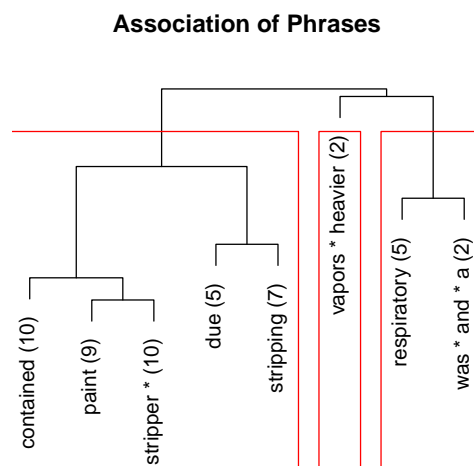 Association of Phrases
contained (10)
paint (9)
stripper * (10)
due (5)
stripping (7)
vapors * heavier (2)
respiratory (5)
was * and * a (2)